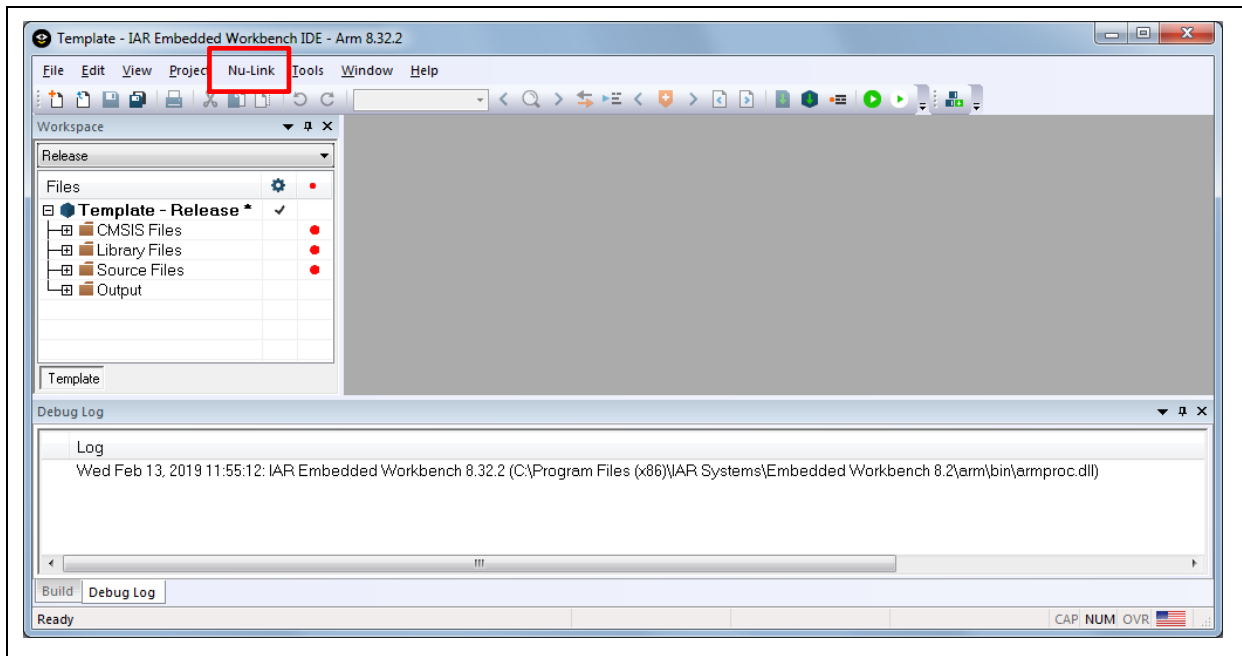 Template - IAR Embedded Workbench IDE - Arm 8.32.2
File Edit View Project Nu-Link Tools Window Help
Workspace
Release
Files
Template - Release *
CMSIS Files
Library Files
Source Files
Output
Template
Debug Log
Log
Wed Feb 13, 2019 11:55:12: IAR Embedded Workbench 8.32.2 (C:\Program Files (x86)\IAR Systems\Embedded Workbench 8.2\arm\bin\armproc.dll)
Build Debug Log
Ready CAP NUM OVR